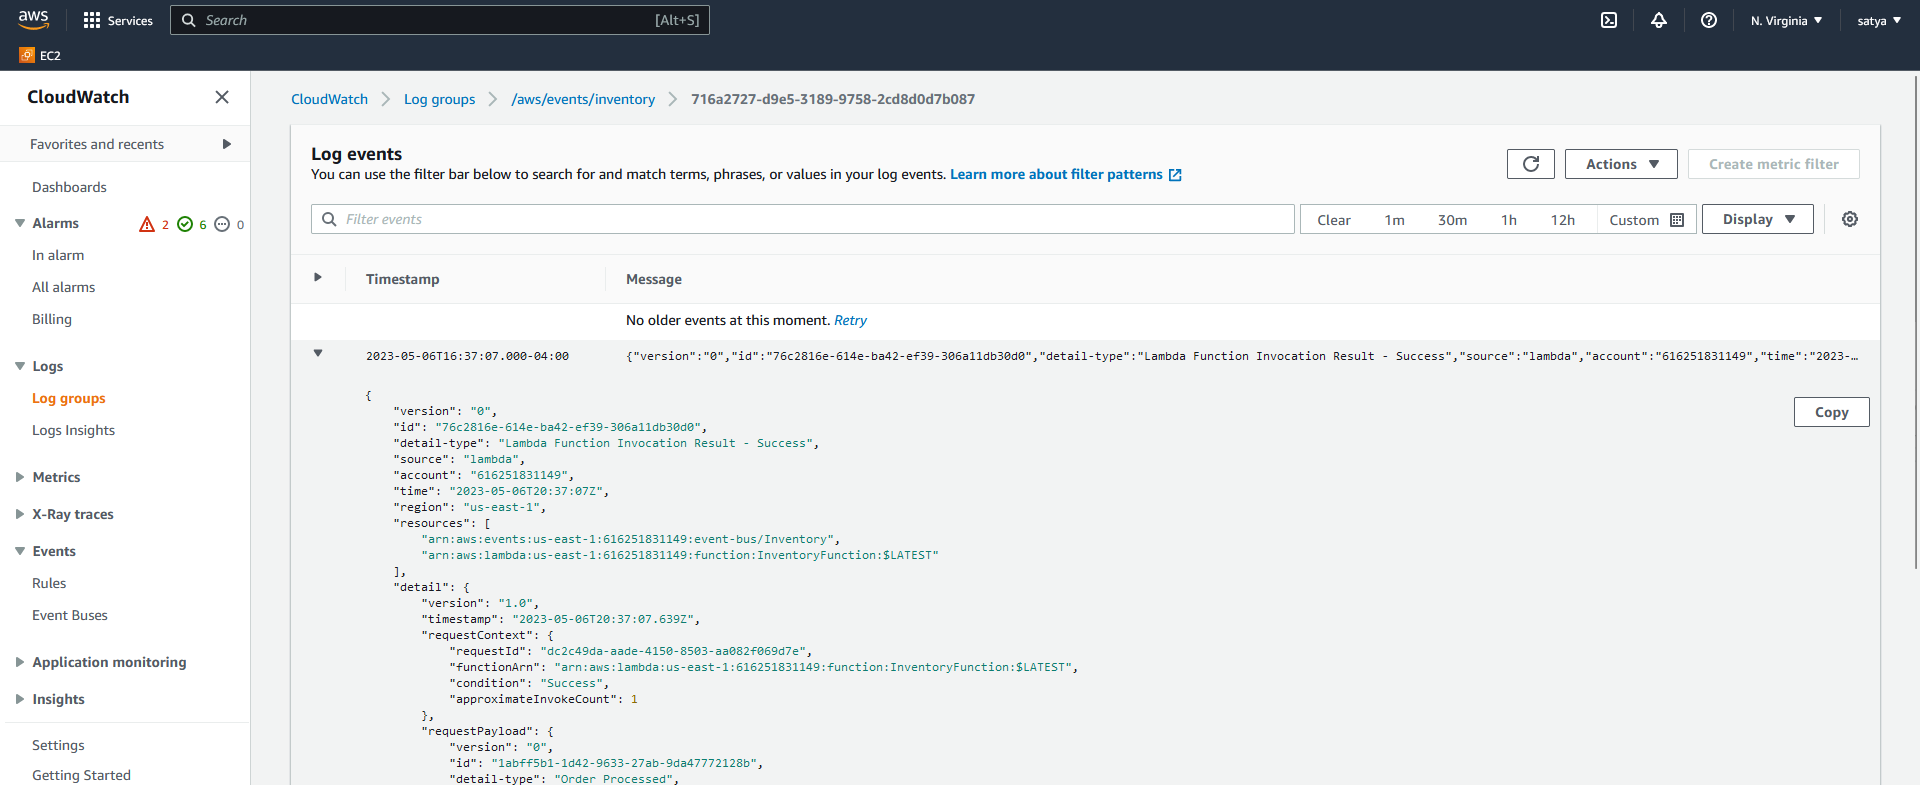 aws
Services
Search
[Alt+S]
N. Virginia
satya
EC2
CloudWatch
Favorites and recents
Dashboards
Alarms 2 6 0
In alarm
All alarms
Billing
Logs
Log groups
Logs Insights
Metrics
X-Ray traces
Events
Rules
Event Buses
Application monitoring
Insights
Settings
Getting Started
CloudWatch Log groups /aws/events/inventory 716a2727-d9e5-3189-9758-2cd8d0d7b087
Log events
You can use the filter bar below to search for and match terms, phrases, or values in your log events. Learn more about filter patterns
Actions
Create metric filter
Filter events
Clear 1m 30m 1h 12h Custom
Display
Timestamp Message
No older events at this moment. Retry
2023-05-06T16:37:07.000-04:00 {"version":"0","id":"76c2816e-614e-ba42-ef39-306a11db30d0","detail-type":"Lambda Function Invocation Result - Success","source":"lambda","account":"616251831149","time":"2023-…
Copy
{
"version": "0",
"id": "76c2816e-614e-ba42-ef39-306a11db30d0",
"detail-type": "Lambda Function Invocation Result - Success",
"source": "lambda",
"account": "616251831149",
"time": "2023-05-06T20:37:07Z",
"region": "us-east-1",
"resources": [
"arn:aws:events:us-east-1:616251831149:event-bus/Inventory",
"arn:aws:lambda:us-east-1:616251831149:function:InventoryFunction:$LATEST"
],
"detail": {
"version": "1.0",
"timestamp": "2023-05-06T20:37:07.639Z",
"requestContext": {
"requestId": "dc2c49da-aade-4150-8503-aa082f069d7e",
"functionArn": "arn:aws:lambda:us-east-1:616251831149:function:InventoryFunction:$LATEST",
"condition": "Success",
"approximateInvokeCount": 1
},
"requestPayload": {
"version": "0",
"id": "1abff5b1-1d42-9633-27ab-9da47772128b",
"detail-type": "Order Processed",